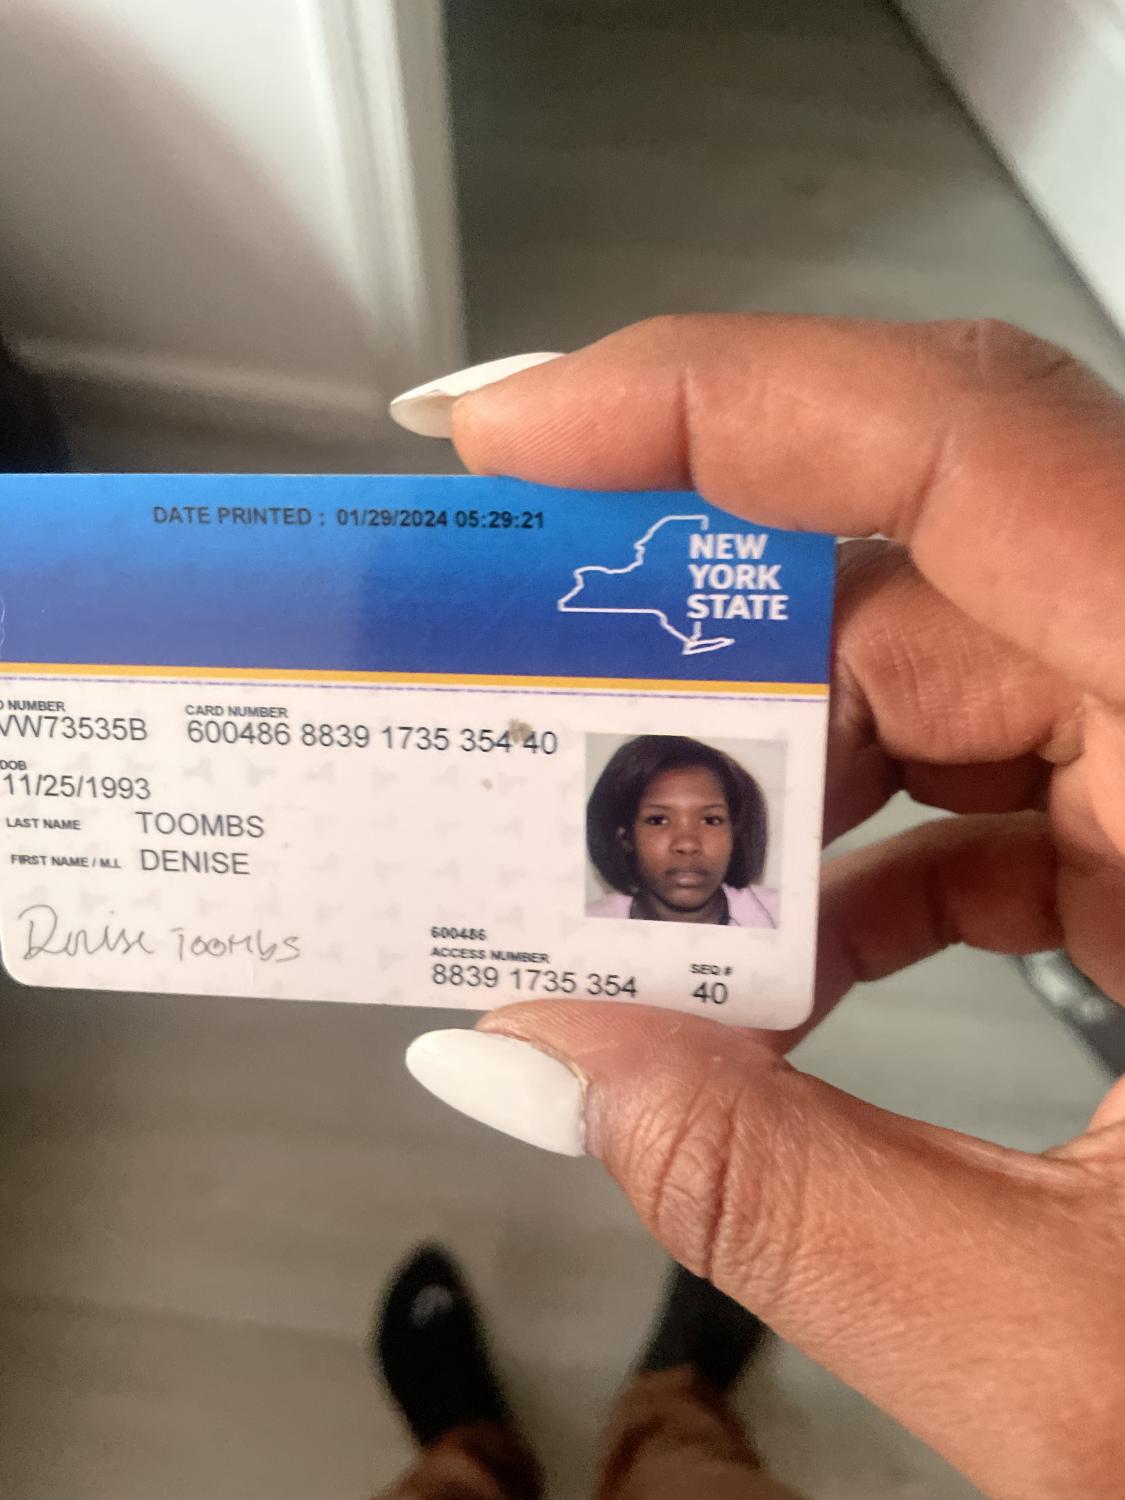 DATE PRINTED : 01/29/2024 05:29:21
NEW
YORK
STATE
NUMBER
CARD NUMBER
W73535B
600486 8839 1735 354 40
DOB
11/25/1993
LAST NAME TOOMBS
FIRST NAME / M.I. DENISE
Denise Toombs
600486
ACCESS NUMBER
8839 1735 354
SEQ #
40